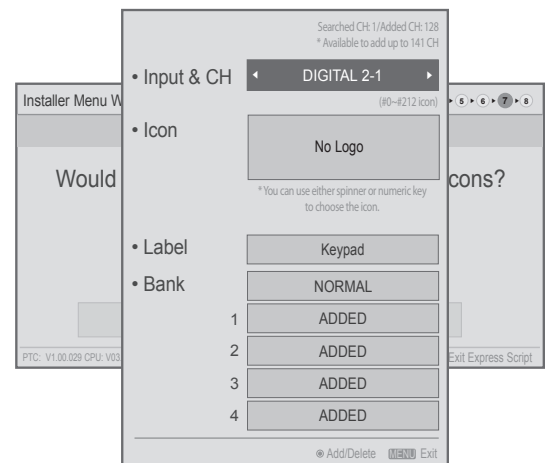 Searched CH: 1/Added CH: 128
* Available to add up to 141 CH
• Input & CH DIGITAL 2-1
(#0~#212 icon)
Installer Menu W
5 6 7 8
• Icon No Logo
Would cons?
* You can use either spinner or numeric key
to choose the icon.
• Label Keypad
• Bank NORMAL
1 ADDED
2 ADDED
PTC: V1.00.029 CPU: V03 Exit Express Script
3 ADDED
4 ADDED
Add/Delete MENU Exit